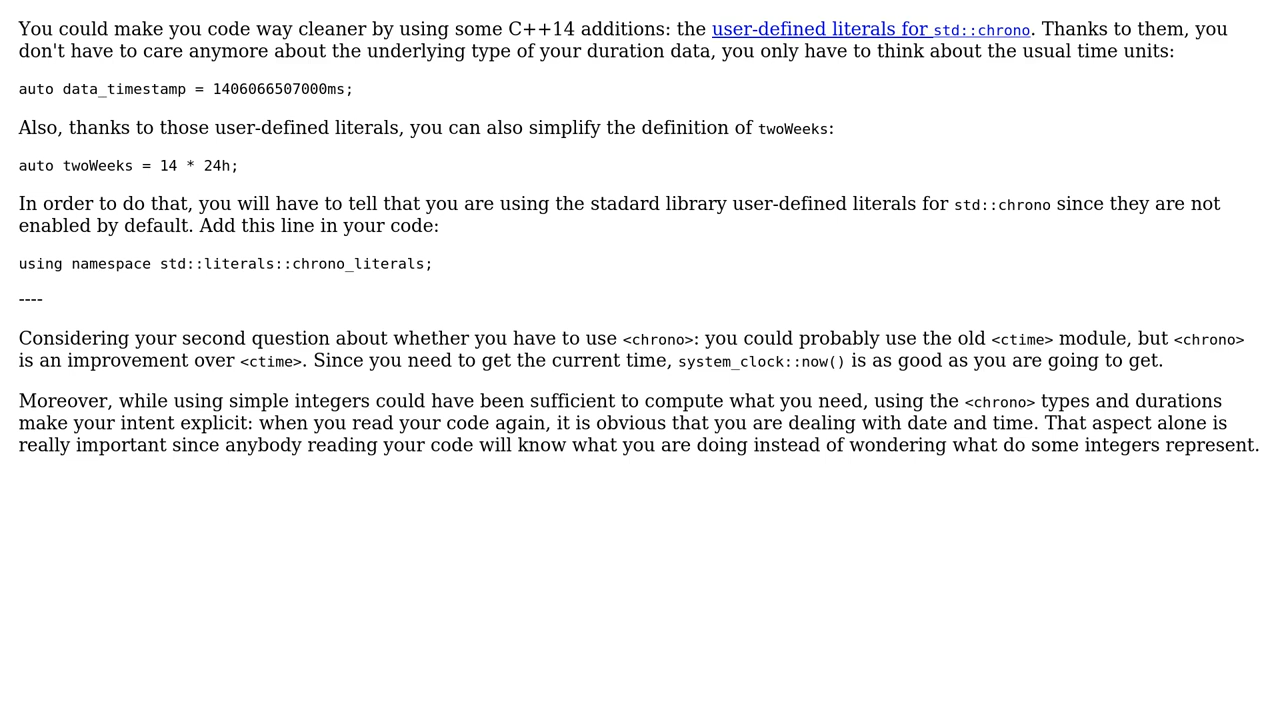 You could make you code way cleaner by using some C++14 additions: the user-defined literals for std::chrono. Thanks to them, you
don't have to care anymore about the underlying type of your duration data, you only have to think about the usual time units:
auto data_timestamp = 1406066507000ms;
Also, thanks to those user-defined literals, you can also simplify the definition of twoWeeks:
auto twoWeeks = 14 * 24h;
In order to do that, you will have to tell that you are using the stadard library user-defined literals for std::chrono since they are not
enabled by default. Add this line in your code:
using namespace std::literals::chrono_literals;
----
Considering your second question about whether you have to use <chrono>: you could probably use the old <ctime> module, but <chrono>
is an improvement over <ctime>. Since you need to get the current time, system_clock::now() is as good as you are going to get.
Moreover, while using simple integers could have been sufficient to compute what you need, using the <chrono> types and durations
make your intent explicit: when you read your code again, it is obvious that you are dealing with date and time. That aspect alone is
really important since anybody reading your code will know what you are doing instead of wondering what do some integers represent.